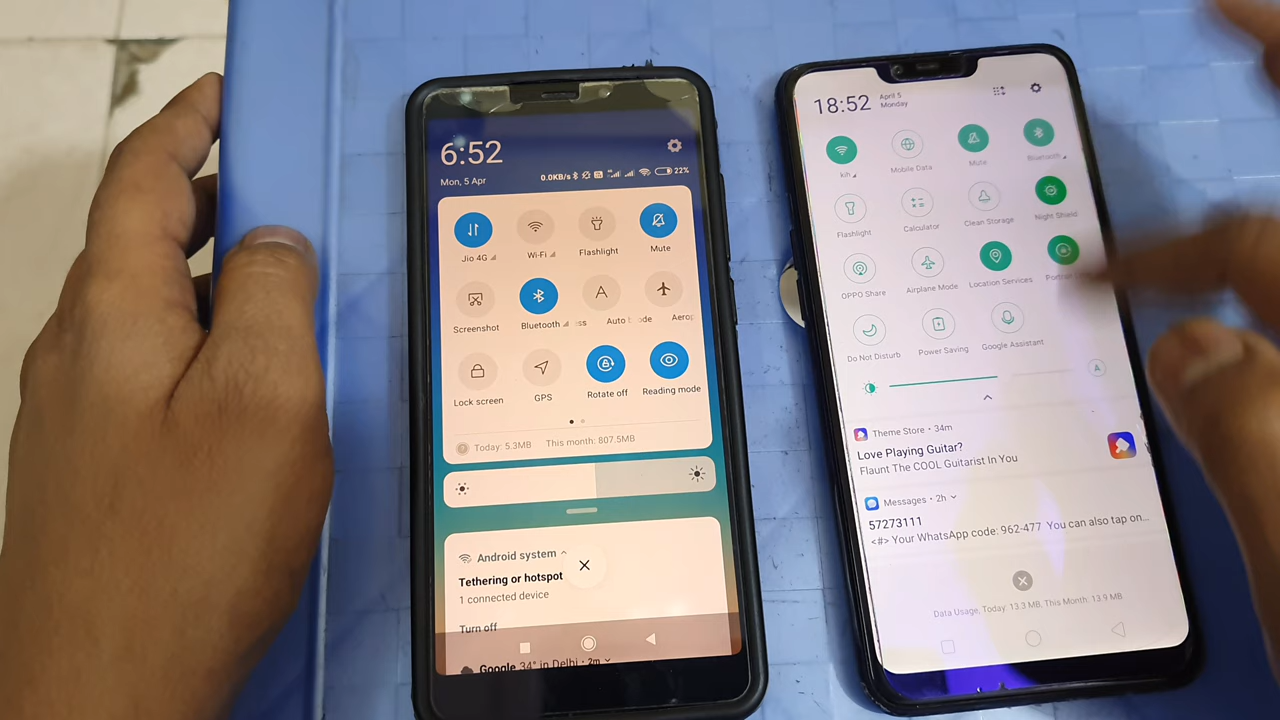 6:52
Mon, 5 Apr
0.0KB/s
22%
Jio 4G
Wi-Fi
Flashlight
Mute
Screenshot
Bluetooth
ess
Auto
ode
Aerop
Lock screen
GPS
Rotate off
Reading mode
Today: 5.3MB
This month: 807.5MB
Android system
Tethering or hotspot
1 connected device
Turn off
Google 34° in Delhi • 2m
18:52
April 5
Monday
kih
Mobile Data
Mute
Bluetooth
Flashlight
Calculator
Clean Storage
Night Shield
OPPO Share
Airplane Mode
Location Services
Do Not Disturb
Power Saving
Google Assistant
A
Theme Store • 34m
Love Playing Guitar?
Flaunt The COOL Guitarist In You
Messages • 2h
57273111
<#> Your WhatsApp code: 962-477 You can also tap on...
Data Usage, Today: 13.3 MB, This Month: 13.9 MB